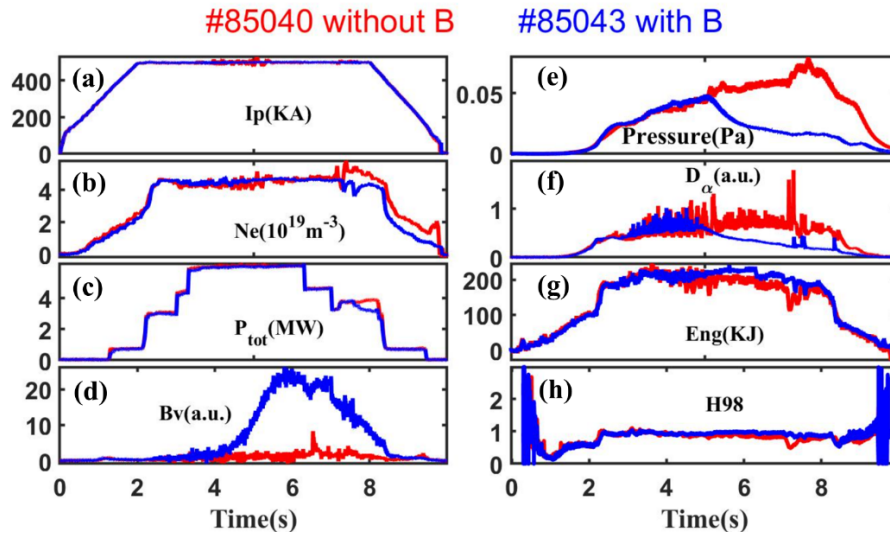 #85040 without B #85043 with B
(a)
400
200
0
Ip(KA)
(b)
4
2
0
Ne(10^19m^-3)
(c)
4
2
0
P_tot(MW)
(d)
20
10
0
Bv(a.u.)
0 2 4 6 8
Time(s)
(e)
0.05
0
Pressure(Pa)
(f)
1
0
D_α(a.u.)
(g)
200
100
0
Eng(KJ)
(h)
2
1
0
H98
0 2 4 6 8
Time(s)